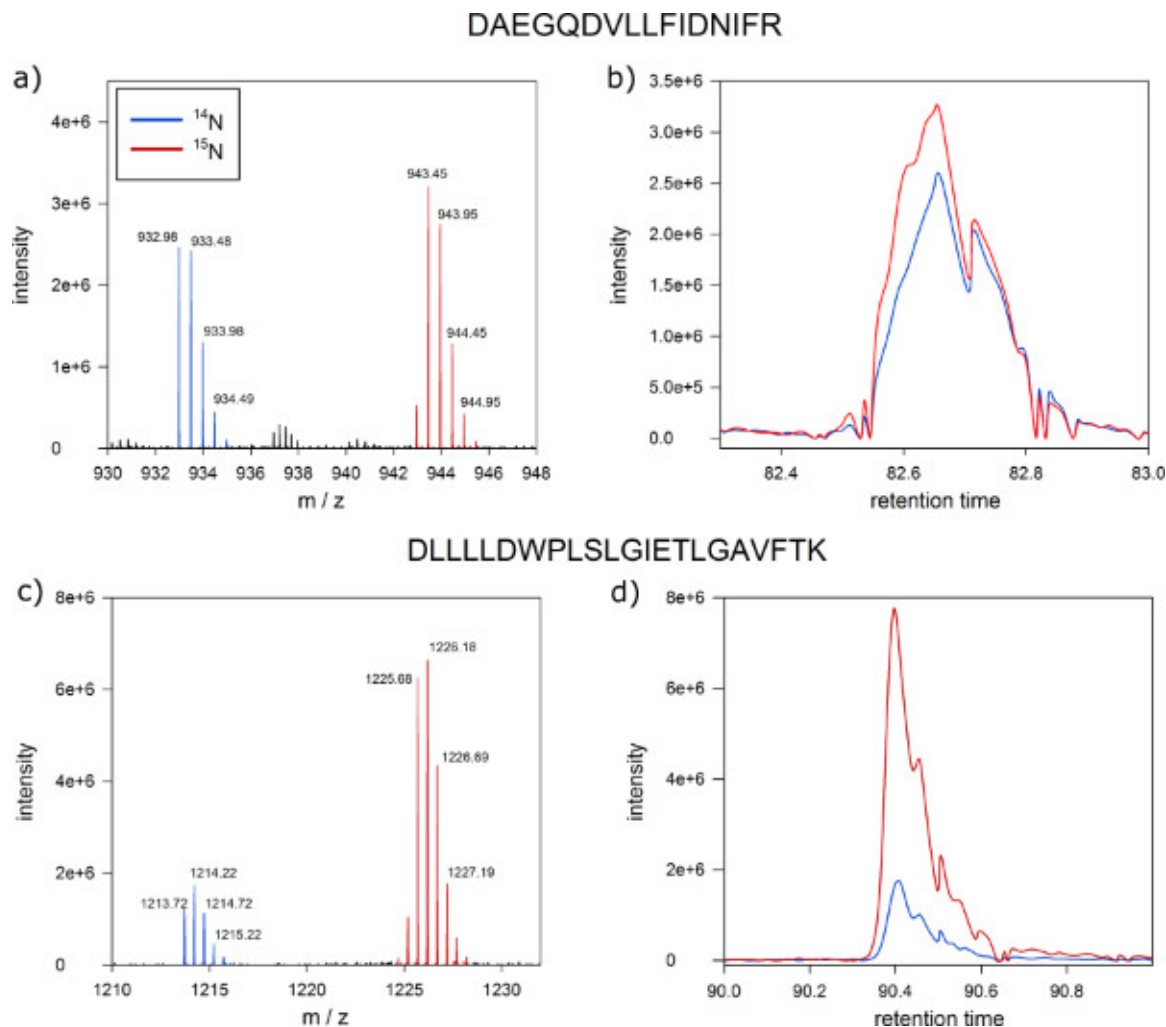 DAEGQDVLLFIDNIFR
a)
b)
14N
15N
4e+6
3e+6
2e+6
1e+6
0
intensity
932.98
933.48
933.98
934.49
943.45
943.95
944.45
944.95
930 932 934 936 938 940 942 944 946 948
m / z
3.5e+6
3.0e+6
2.5e+6
2.0e+6
1.5e+6
1.0e+6
5.0e+5
0.0
intensity
82.4 82.6 82.8 83.0
retention time
DLLLLDWPLSLGIETLGAVFTK
c)
d)
8e+6
6e+6
4e+6
2e+6
0
intensity
1213.72
1214.22
1214.72
1215.22
1225.68
1226.18
1226.69
1227.19
1210 1215 1220 1225 1230
m / z
8e+6
6e+6
4e+6
2e+6
0
intensity
90.0 90.2 90.4 90.6 90.8
retention time